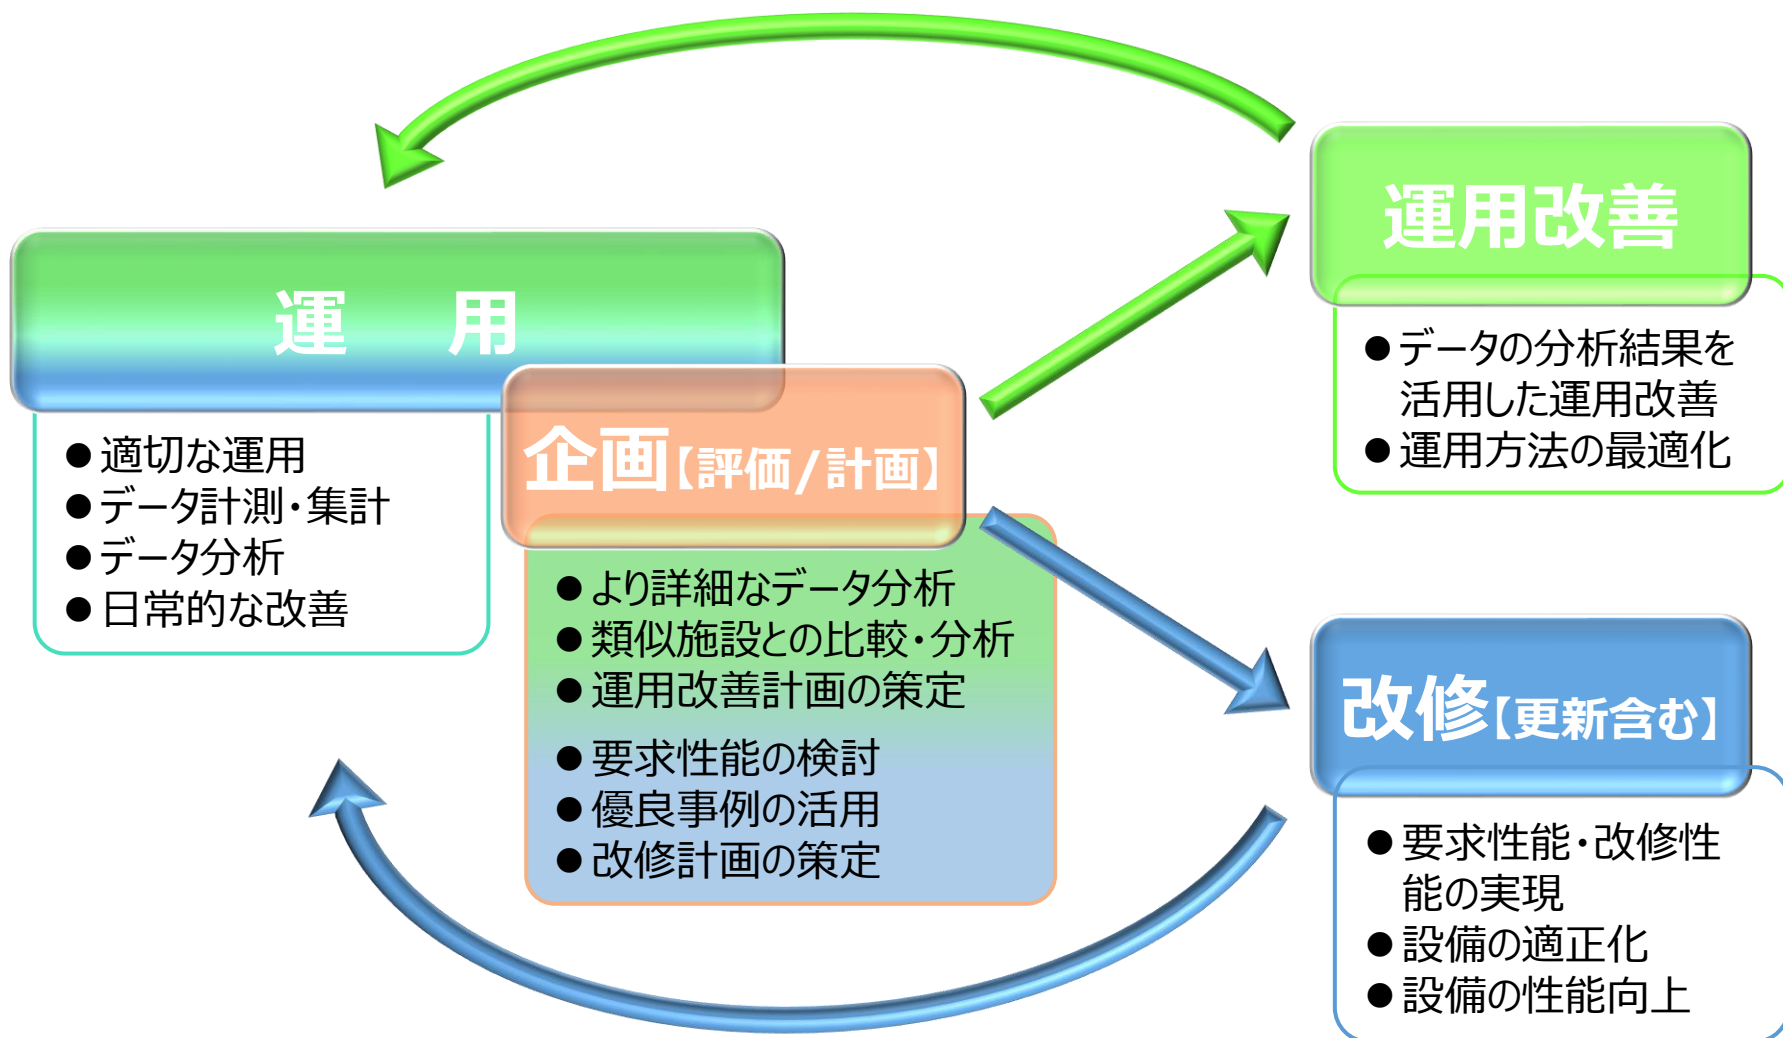 運 用
● 適切な運用
● データ計測・集計
● データ分析
● 日常的な改善
企画【評価/計画】
● より詳細なデータ分析
● 類似施設との比較・分析
● 運用改善計画の策定
● 要求性能の検討
● 優良事例の活用
● 改修計画の策定
運用改善
● データの分析結果を
活用した運用改善
● 運用方法の最適化
改修【更新含む】
● 要求性能・改修性
能の実現
● 設備の適正化
● 設備の性能向上